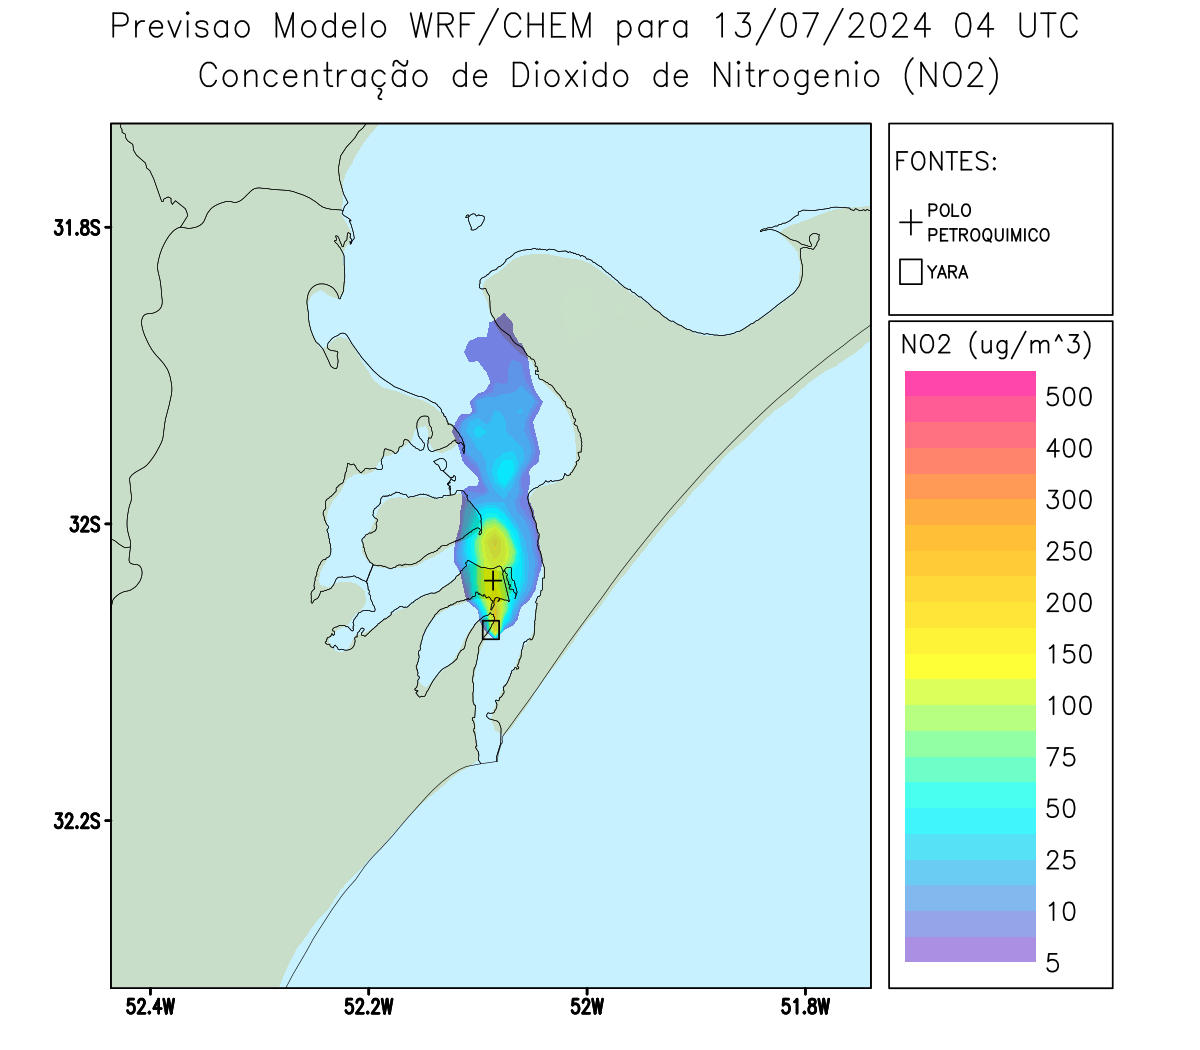 Previsao Modelo WRF/CHEM para 13/07/2024 04 UTC
Concentração de Dioxido de Nitrogenio (NO2)
FONTES:
POLO
PETROQUIMICO
YARA
31.8S
32S
32.2S
52.4W
52.2W
52W
51.8W
NO2 (ug/m^3)
500
400
300
250
200
150
100
75
50
25
10
5